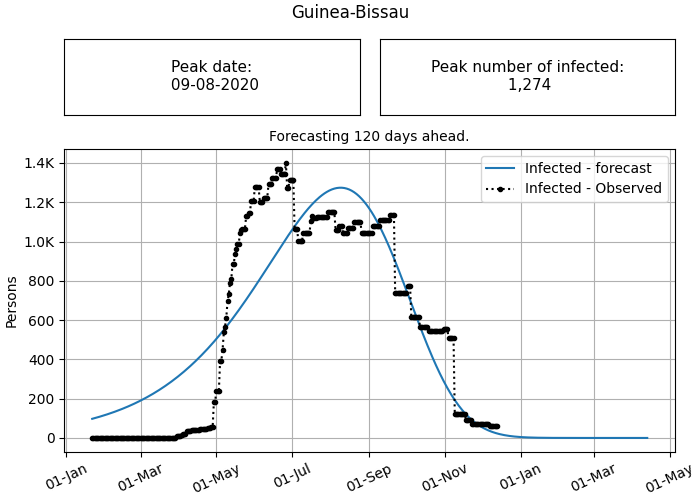 Guinea-Bissau
Peak date:
09-08-2020
Peak number of infected:
1,274
Forecasting 120 days ahead.
Infected - forecast
Infected - Observed
Persons
1.4K
1.2K
1.0K
800
600
400
200
0
01-Jan
01-Mar
01-May
01-Jul
01-Sep
01-Nov
01-Jan
01-Mar
01-May